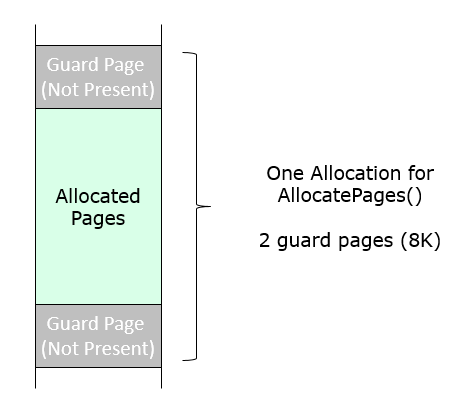 Guard Page
(Not Present)
Allocated
Pages
Guard Page
(Not Present)
One Allocation for
AllocatePages()
2 guard pages (8K)